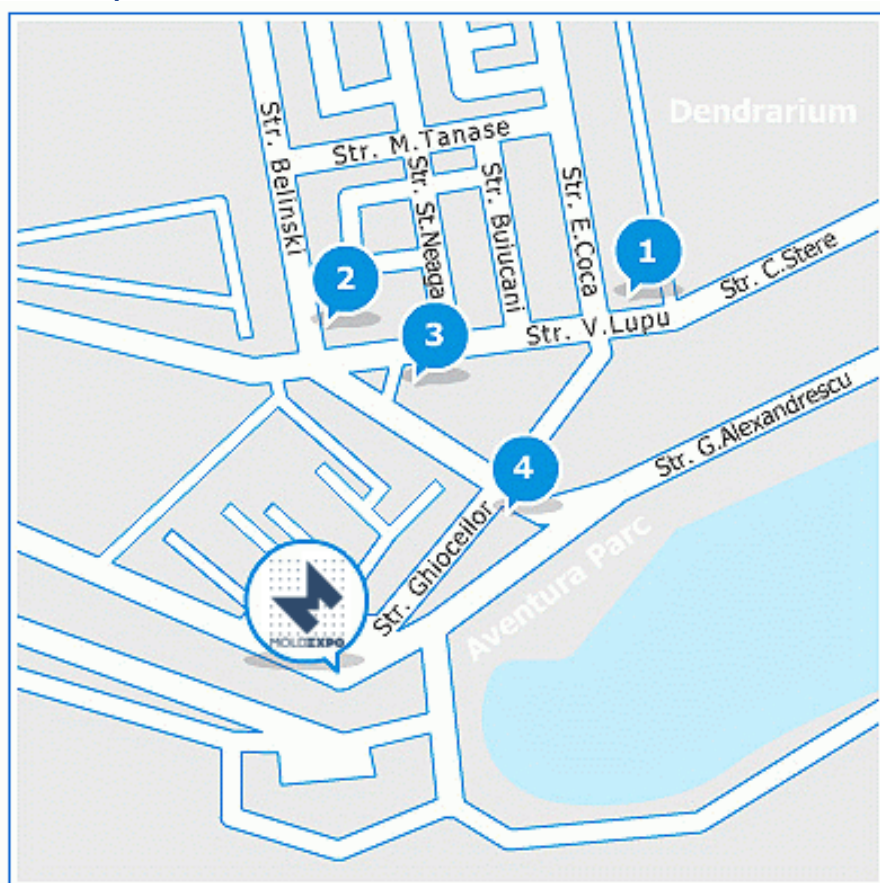 Dendrarium
Str. M.Tanase
Str. Belinski
Str. St.Neaga
Str. Buiucani
Str. E.Coca
1
Str. C.Stere
2
Str. V.Lupu
3
Str. G.Alexandrescu
4
Str. Ghioceilor
Aventura Parc
MOLDEXPO